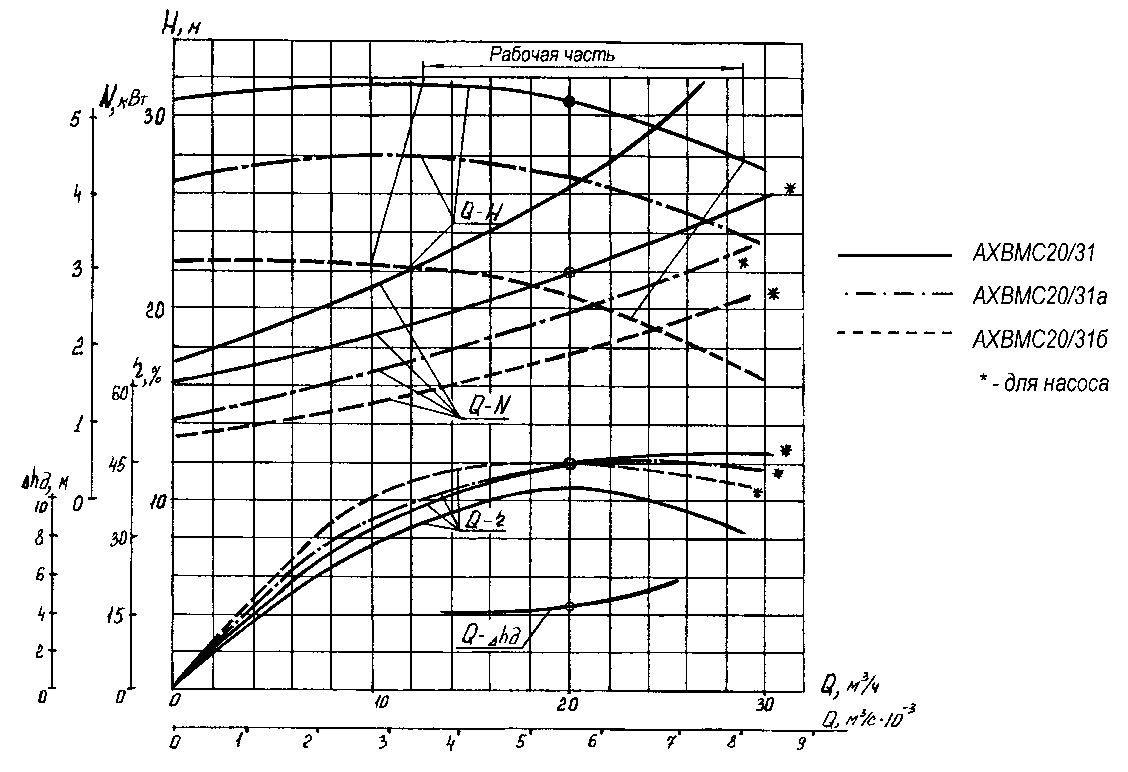 H, м
Рабочая часть
N, кВт
5
30
*
4
Q-H
АХВМС20/31
3
*
АХВМС20/31а
*
20
АХВМС20/31б
2
η, %
* - для насоса
60
1
Q-N
45
*
*
Δhд, м
*
10
0
10
Q-η
8
30
6
4
15
Q-Δhд
2
0
0
0
10
20
30
Q, м³/ч
Q, м³/с·10⁻³
0
1
2
3
4
5
6
7
8
9